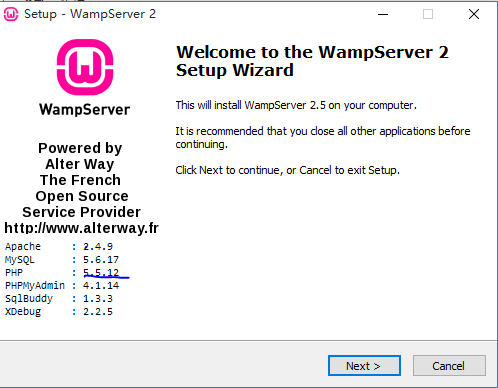 Setup - WampServer 2
WampServer
Powered by
Alter Way
The French
Open Source
Service Provider
http://www.alterway.fr
Apache : 2.4.9
MySQL : 5.6.17
PHP : 5.5.12
PHPMyAdmin : 4.1.14
SqlBuddy : 1.3.3
XDebug : 2.2.5
Welcome to the WampServer 2
Setup Wizard
This will install WampServer 2.5 on your computer.
It is recommended that you close all other applications before
continuing.
Click Next to continue, or Cancel to exit Setup.
Next >
Cancel